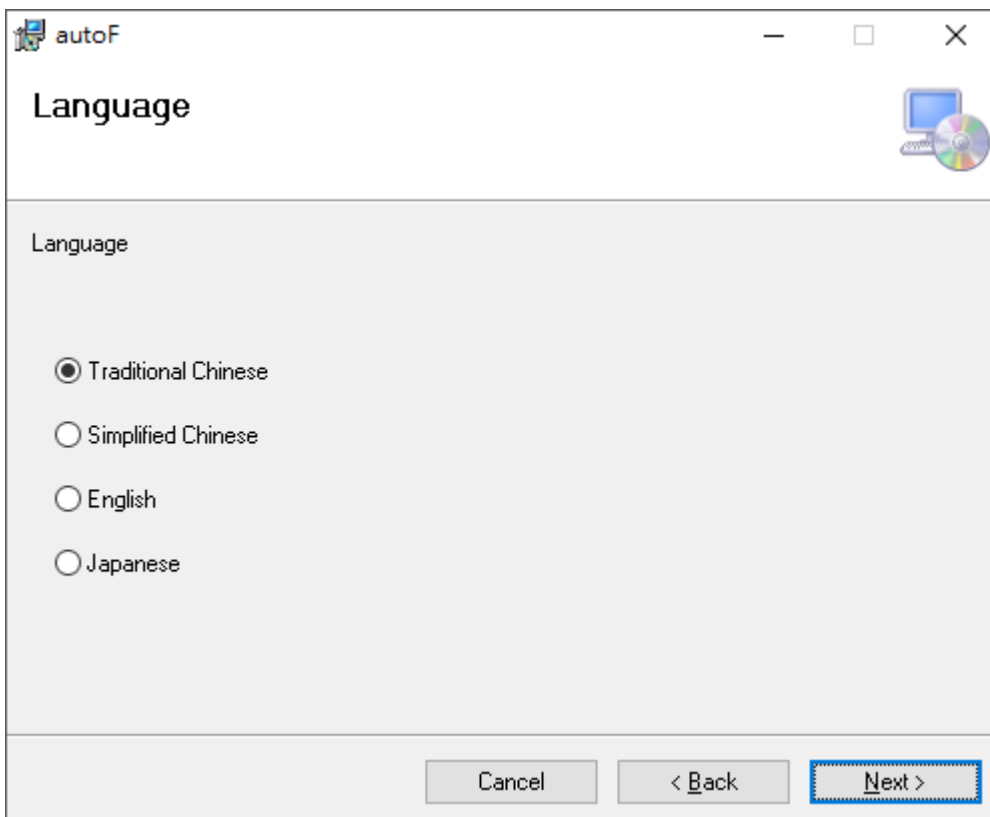 autoF
Language
Language
Traditional Chinese
Simplified Chinese
English
Japanese
Cancel
< Back
Next >